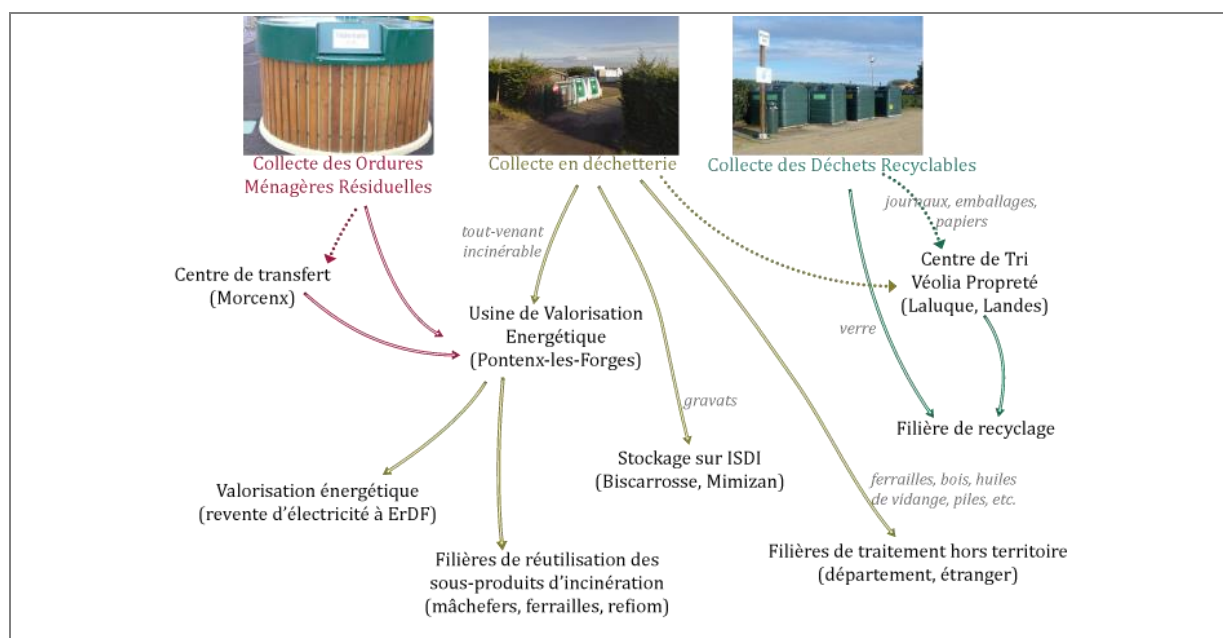 Collecte des Ordures
Ménagères Résiduelles
Collecte en déchetterie
Collecte des Déchets Recyclables
journaux, emballages,
papiers
tout-venant
incinérable
Centre de transfert
(Morcenx)
Centre de Tri
Véolia Propreté
(Laluque, Landes)
Usine de Valorisation
Energétique
(Pontenx-les-Forges)
verre
gravats
Filière de recyclage
Stockage sur ISDI
(Biscarrosse, Mimizan)
ferrailles, bois, huiles
de vidange, piles, etc.
Valorisation énergétique
(revente d'électricité à ErDF)
Filières de réutilisation des
sous-produits d'incinération
(mâchefers, ferrailles, refiom)
Filières de traitement hors territoire
(département, étranger)